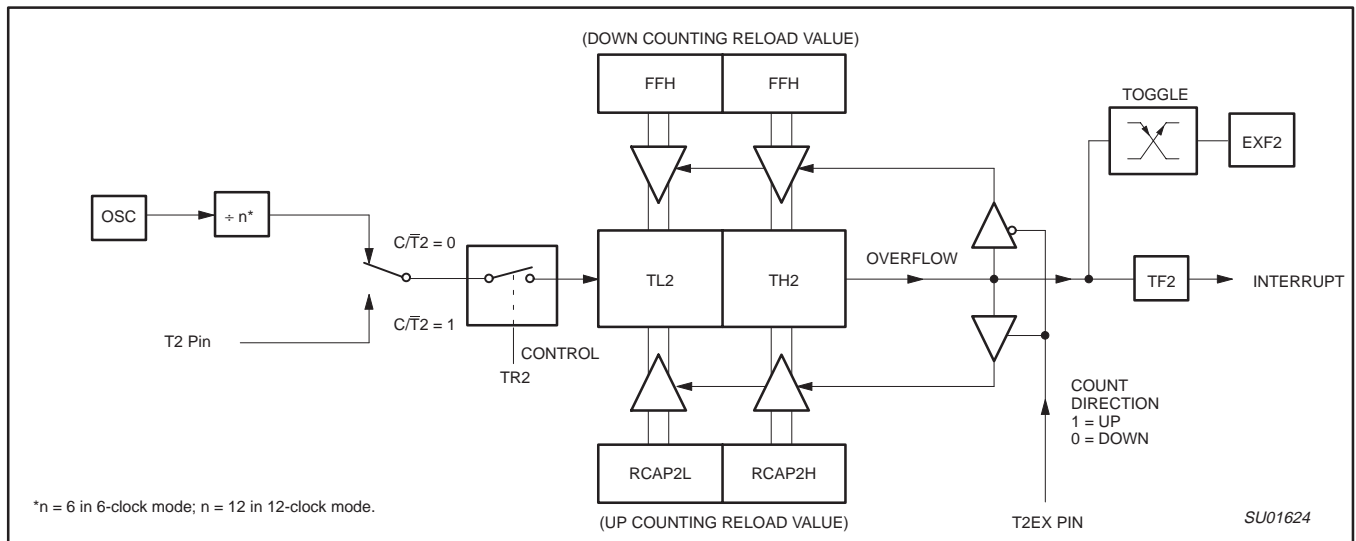 (DOWN COUNTING RELOAD VALUE)
FFH
FFH
TOGGLE
EXF2
OSC
÷ n*
C/T̅2 = 0
TL2
TH2
OVERFLOW
TF2
INTERRUPT
C/T̅2 = 1
T2 Pin
CONTROL
TR2
COUNT
DIRECTION
1 = UP
0 = DOWN
RCAP2L
RCAP2H
*n = 6 in 6-clock mode; n = 12 in 12-clock mode.
(UP COUNTING RELOAD VALUE)
T2EX PIN
SU01624